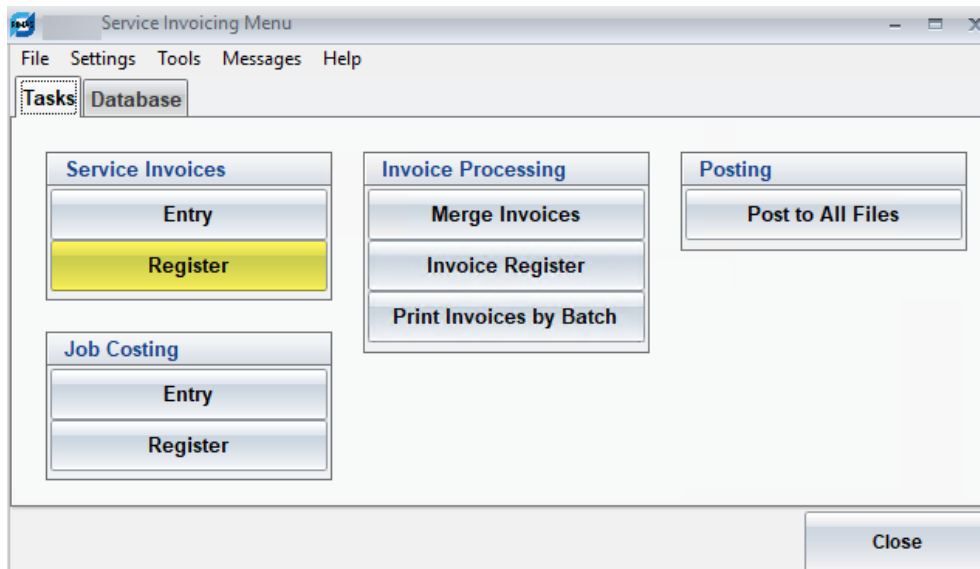 Service Invoicing Menu
File Settings Tools Messages Help
Tasks Database
Service Invoices
Entry
Register
Job Costing
Entry
Register
Invoice Processing
Merge Invoices
Invoice Register
Print Invoices by Batch
Posting
Post to All Files
Close